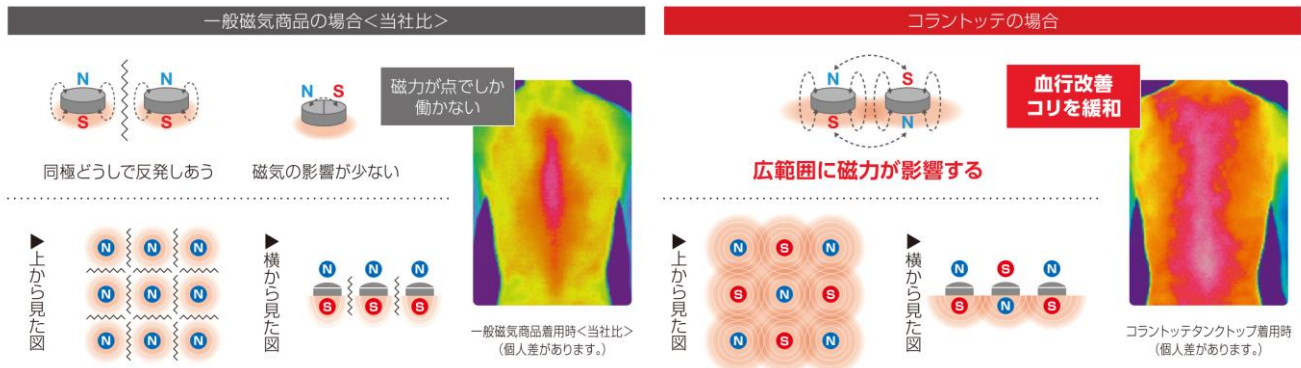 一般磁気商品の場合<当社比>
N N
S S
同極どうしで反発しあう
N S
磁気の影響が少ない
磁力が点でしか
働かない
▶上から見た図
N N N
N N N
N N N
▶横から見た図
N N N
S S S
一般磁気商品着用時<当社比>
(個人差があります。)
コラントッテの場合
N S
S N
広範囲に磁力が影響する
血行改善
コリを緩和
▶上から見た図
N S N
S N S
N S N
▶横から見た図
N S N
S N S
コラントッテタンクトップ着用時
(個人差があります。)